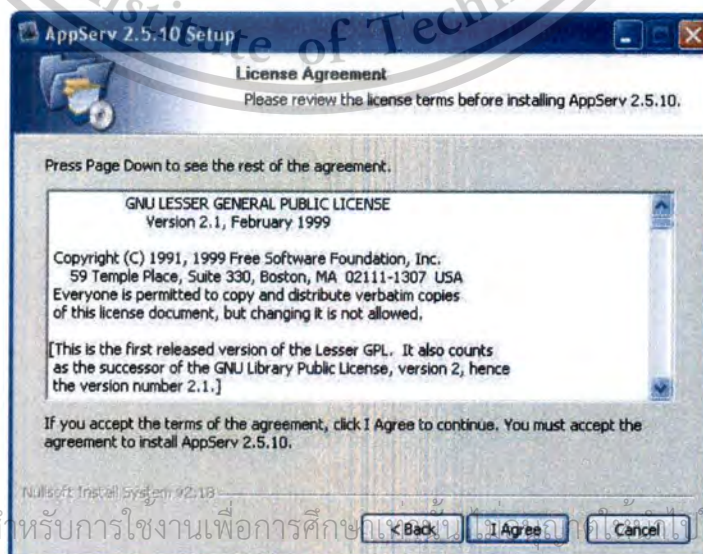 Institute of Techn
AppServ 2.5.10 Setup
License Agreement
Please review the license terms before installing AppServ 2.5.10.
Press Page Down to see the rest of the agreement.
GNU LESSER GENERAL PUBLIC LICENSE
Version 2.1, February 1999
Copyright (C) 1991, 1999 Free Software Foundation, Inc.
59 Temple Place, Suite 330, Boston, MA 02111-1307 USA
Everyone is permitted to copy and distribute verbatim copies
of this license document, but changing it is not allowed.
[This is the first released version of the Lesser GPL. It also counts
as the successor of the GNU Library Public License, version 2, hence
the version number 2.1.]
If you accept the terms of the agreement, click I Agree to continue. You must accept the
agreement to install AppServ 2.5.10.
Nullsoft Install System v2.18
< Back
I Agree
Cancel
สำหรับการใช้งานเพื่อการศึกษาเท่านั้น